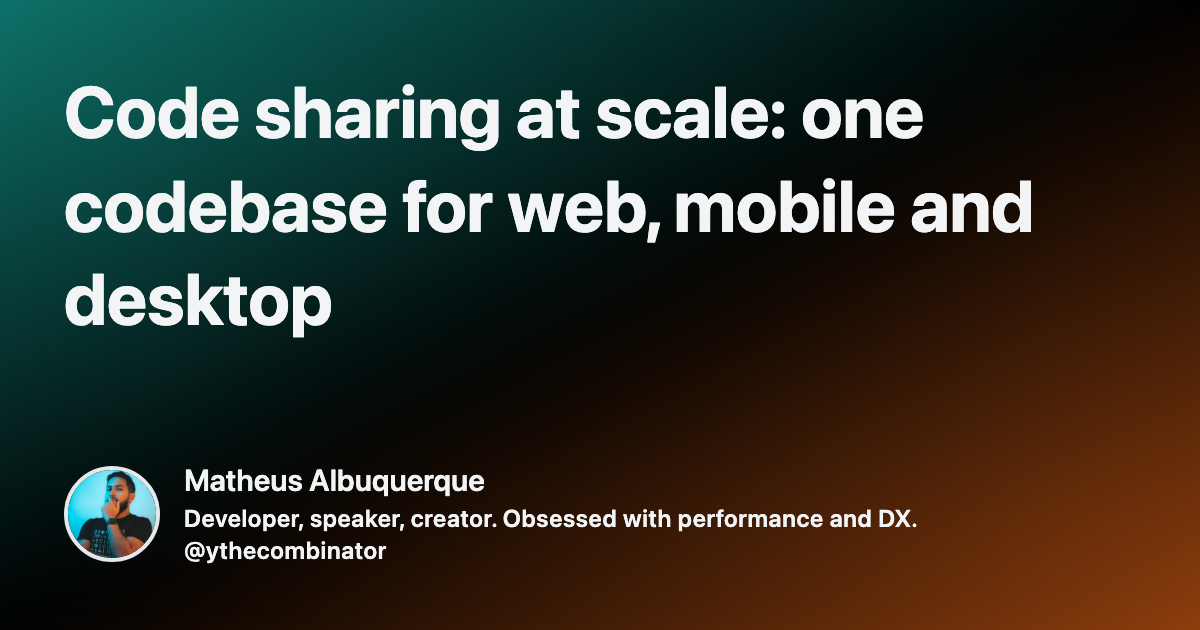 Code sharing at scale: one
codebase for web, mobile and
desktop
Matheus Albuquerque
Developer, speaker, creator. Obsessed with performance and DX.
@ythecombinator